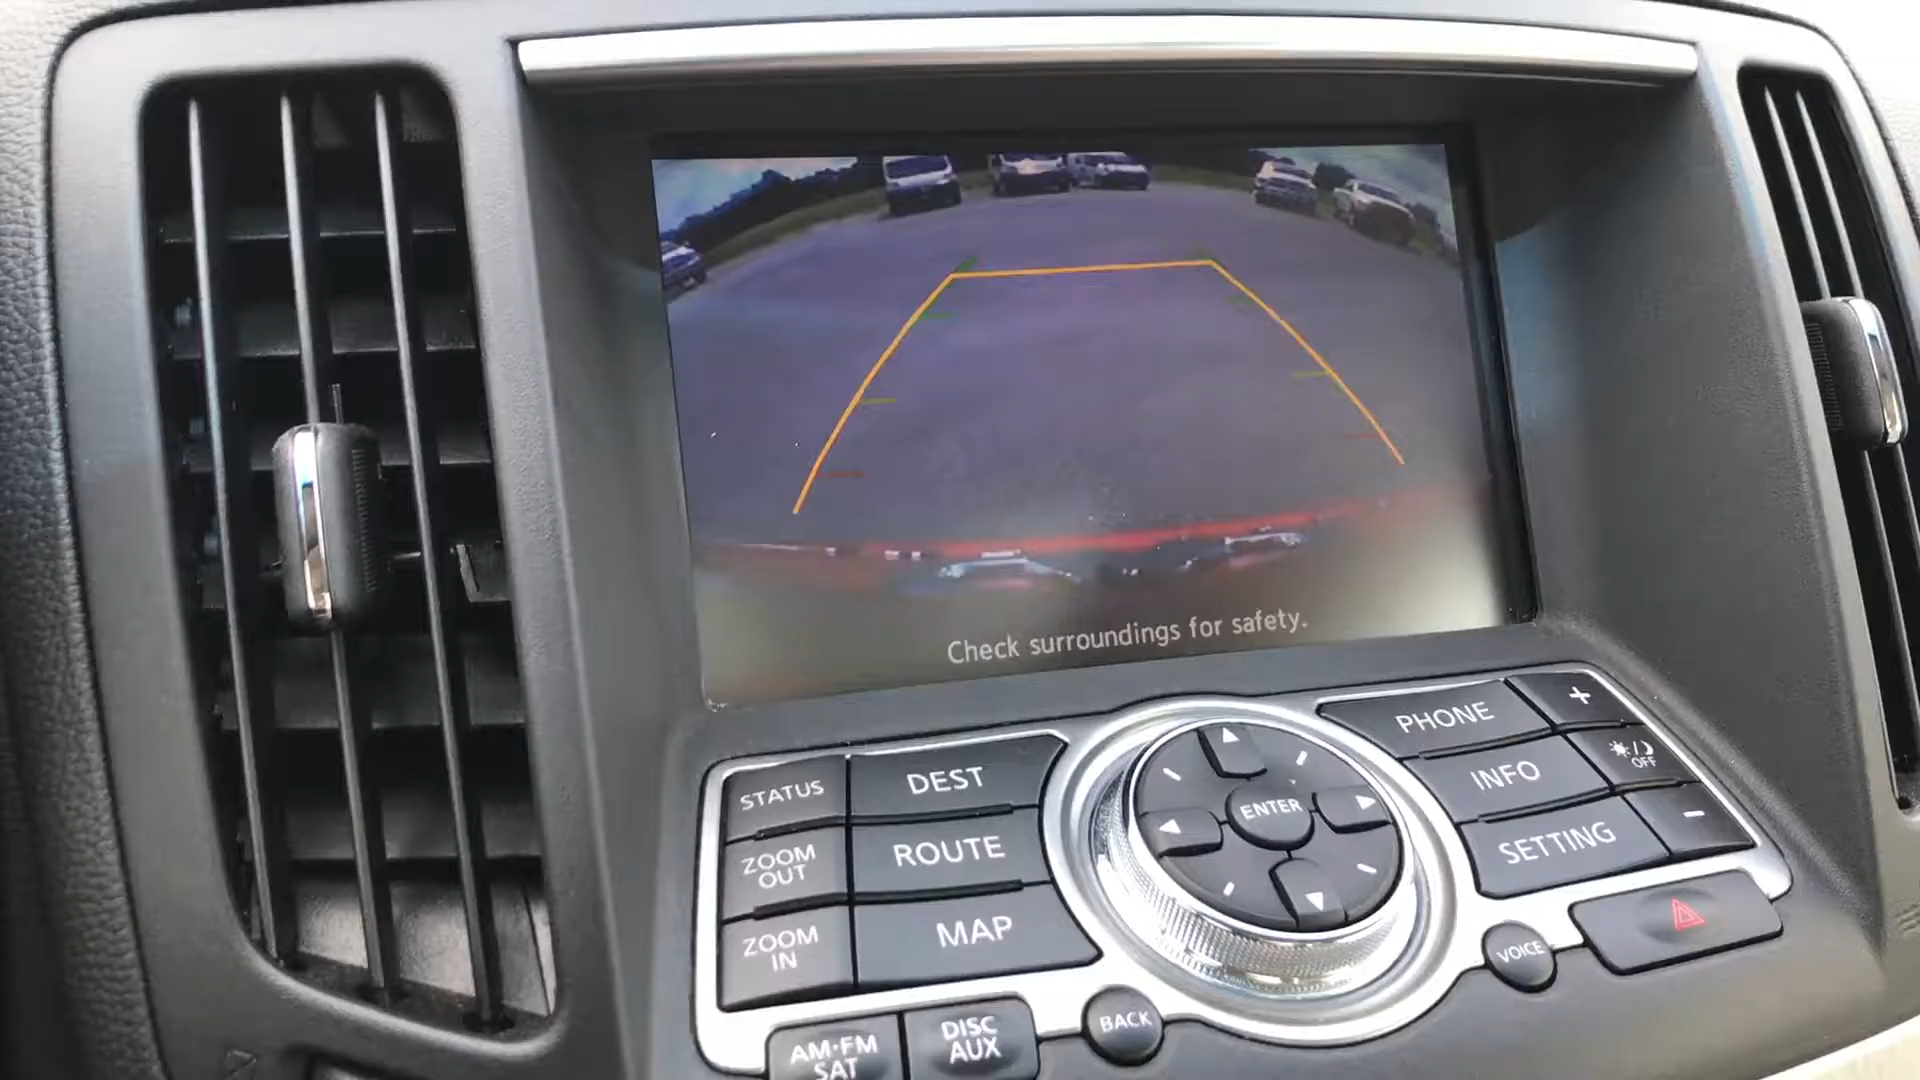 Check surroundings for safety.
STATUS
DEST
ZOOM
OUT
ROUTE
ZOOM
IN
MAP
AM·FM
SAT
DISC
AUX
BACK
ENTER
PHONE
+
INFO
OFF
SETTING
-
VOICE